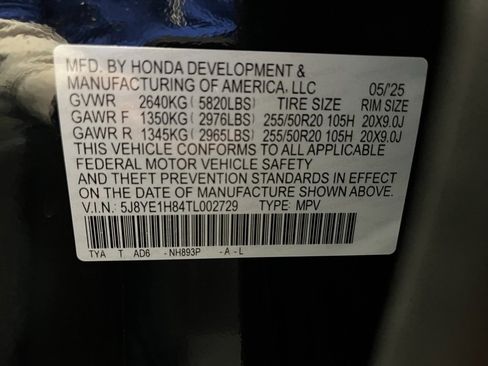 MFD. BY HONDA DEVELOPMENT &
MANUFACTURING OF AMERICA, LLC 05/'25
GVWR 2640KG ( 5820LBS) TIRE SIZE RIM SIZE
GAWR F 1350KG ( 2976LBS) 255/50R20 105H 20X9.0J
GAWR R 1345KG ( 2965LBS) 255/50R20 105H 20X9.0J
THIS VEHICLE CONFORMS TO ALL APPLICABLE
FEDERAL MOTOR VEHICLE SAFETY
AND THEFT PREVENTION STANDARDS IN EFFECT
ON THE DATE OF MANUFACTURE SHOWN ABOVE.
V.I.N.: 5J8YE1H84TL002729 TYPE: MPV
TYA T AD6 -NH893P -A-L